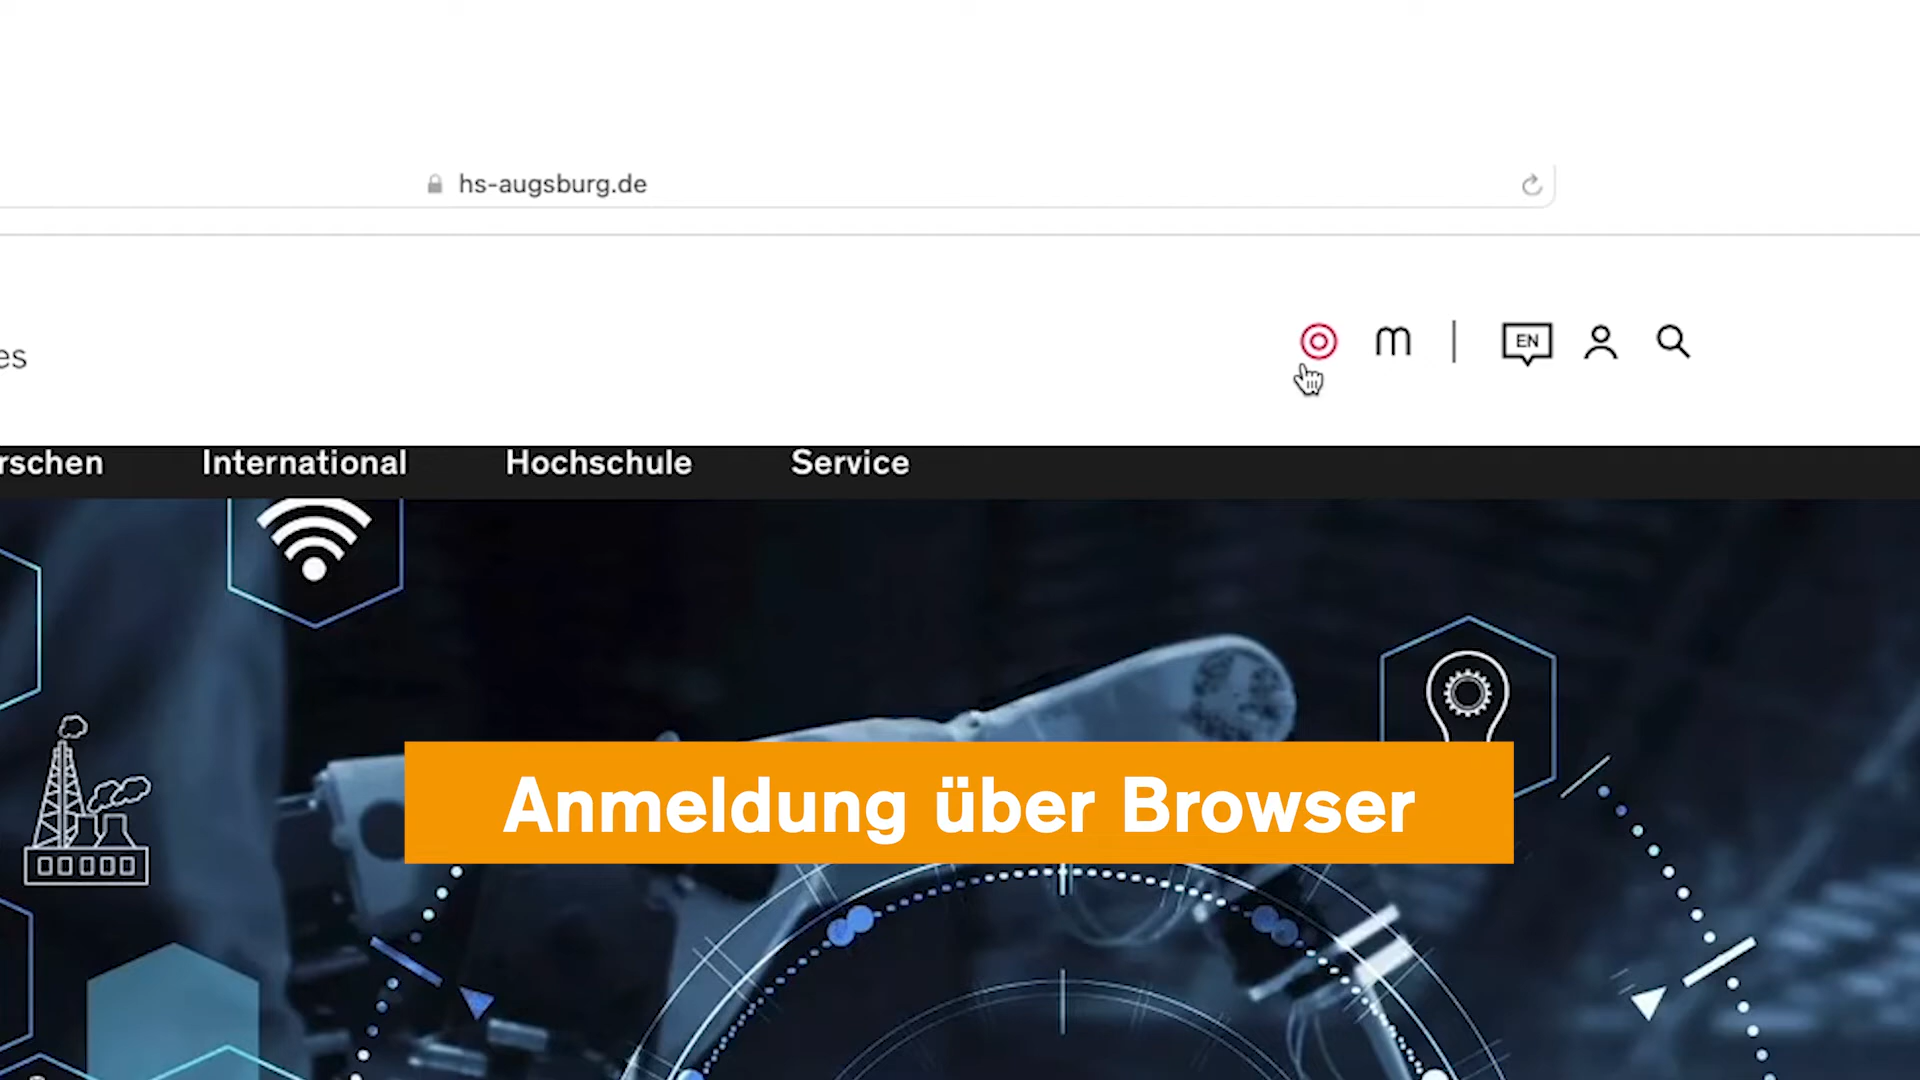 hs-augsburg.de
es
m
EN
rschen International Hochschule Service
Anmeldung über Browser